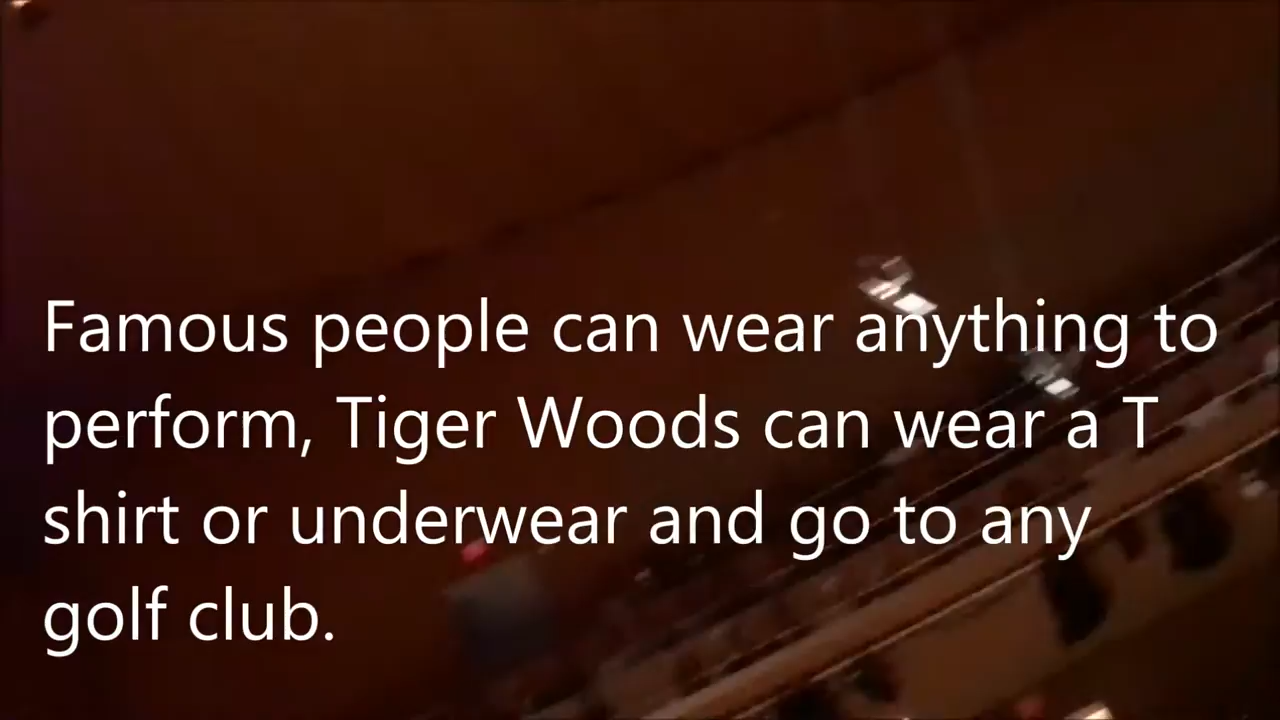 Famous people can wear anything to
perform, Tiger Woods can wear a T
shirt or underwear and go to any
golf club.